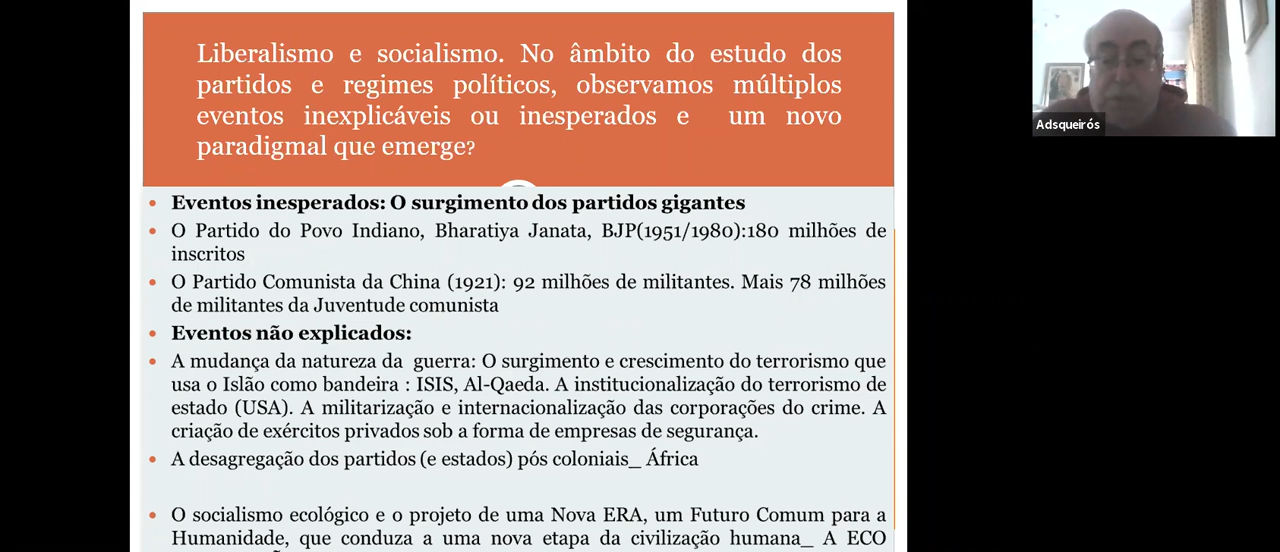 Liberalismo e socialismo. No âmbito do estudo dos
partidos e regimes políticos, observamos múltiplos
eventos inexplicáveis ou inesperados e um novo
paradigmal que emerge?
Adsqueirós
• Eventos inesperados: O surgimento dos partidos gigantes
• O Partido do Povo Indiano, Bharatiya Janata, BJP(1951/1980):180 milhões de
inscritos
• O Partido Comunista da China (1921): 92 milhões de militantes. Mais 78 milhões
de militantes da Juventude comunista
• Eventos não explicados:
• A mudança da natureza da guerra: O surgimento e crescimento do terrorismo que
usa o Islão como bandeira : ISIS, Al-Qaeda. A institucionalização do terrorismo de
estado (USA). A militarização e internacionalização das corporações do crime. A
criação de exércitos privados sob a forma de empresas de segurança.
• A desagregação dos partidos (e estados) pós coloniais_ África
• O socialismo ecológico e o projeto de uma Nova ERA, um Futuro Comum para a
Humanidade, que conduza a uma nova etapa da civilização humana_ A ECO